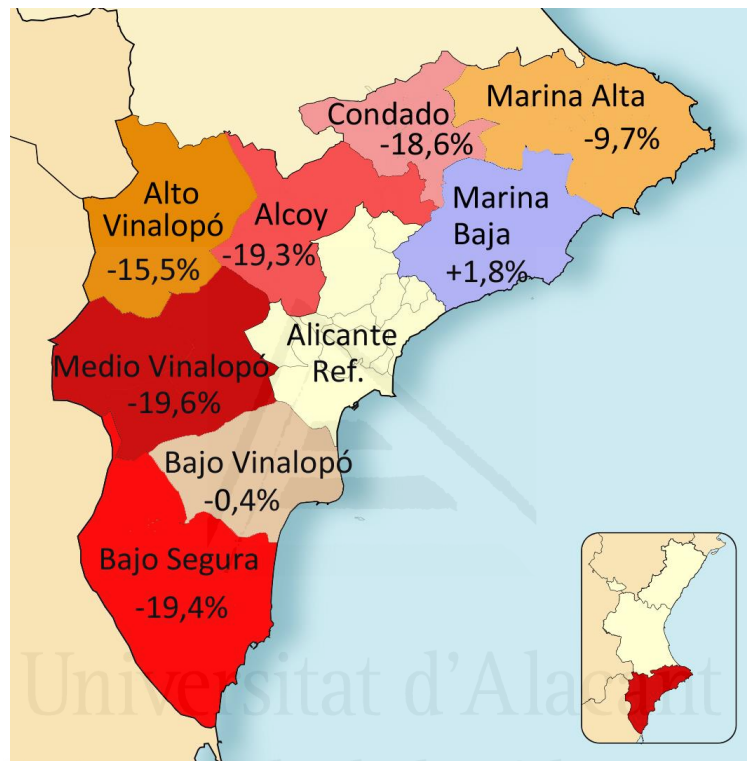 Condado
-18,6%
Marina Alta
-9,7%
Alto
Vinalopó
-15,5%
Alcoy
-19,3%
Marina
Baja
+1,8%
Alicante
Ref.
Medio Vinalopó
-19,6%
Bajo Vinalopó
-0,4%
Bajo Segura
-19,4%
Universitat d'Alacant